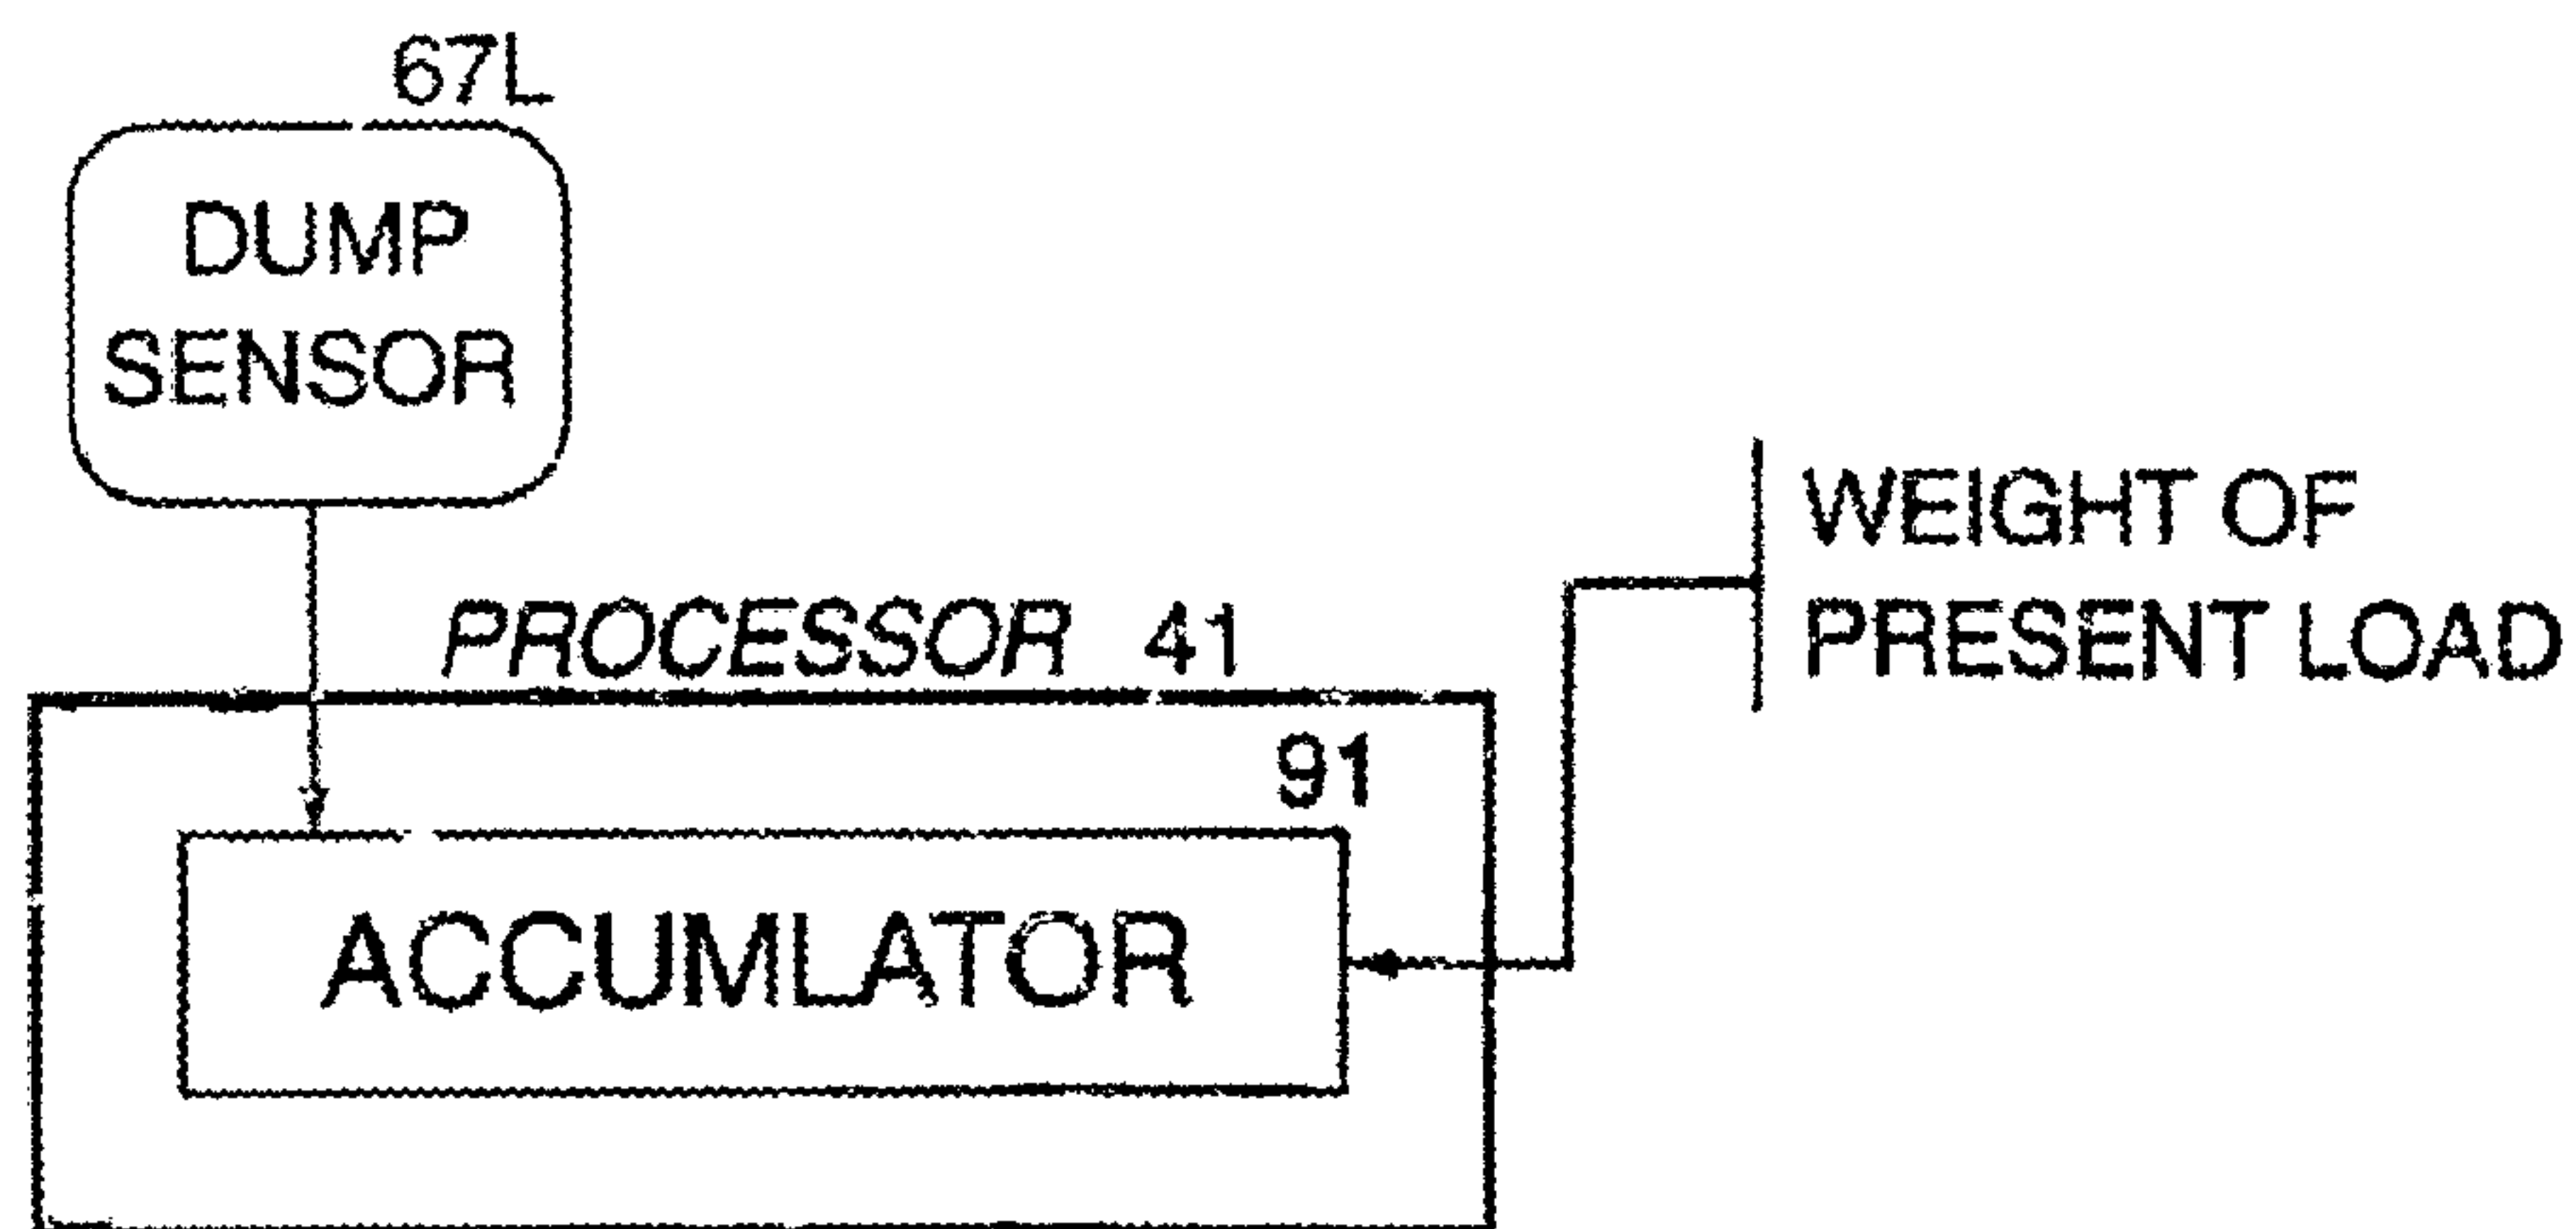 67L
DUMP
SENSOR
WEIGHT OF
PRESENT LOAD
PROCESSOR 41
91
ACCUMLATOR